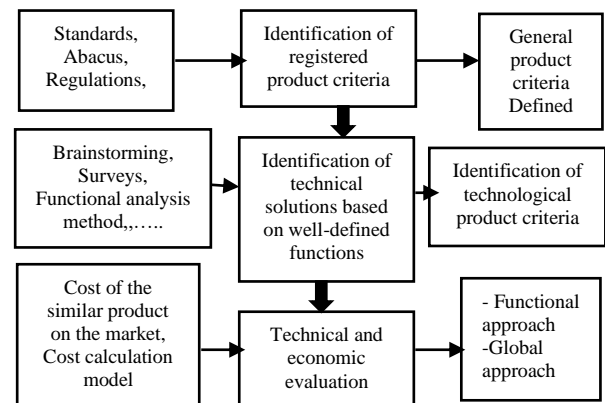 Standards,
Abacus,
Regulations,
Identification of
registered
product criteria
General
product
criteria
Defined
Brainstorming,
Surveys,
Functional analysis
method,,…..
Identification of
technical
solutions based
on well-defined
functions
Identification of
technological
product criteria
Cost of the
similar product
on the market,
Cost calculation
model
Technical and
economic
evaluation
- Functional
approach
-Global
approach